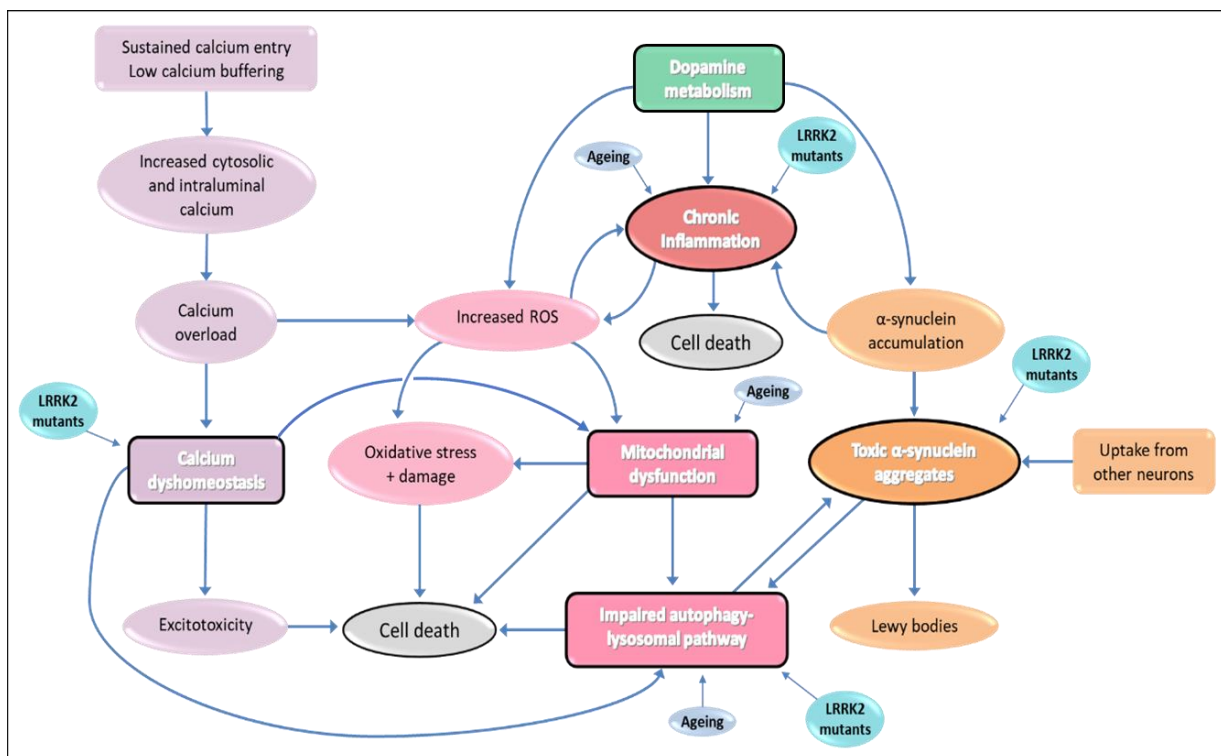 Sustained calcium entry
Low calcium buffering
Dopamine
metabolism
LRRK2
mutants
Ageing
Increased cytosolic
and intraluminal
calcium
Chronic
Inflammation
Calcium
overload
Increased ROS
Cell death
α-synuclein
accumulation
LRRK2
mutants
Ageing
LRRK2
mutants
Calcium
dyshomeostasis
Oxidative stress
+ damage
Mitochondrial
dysfunction
Toxic α-synuclein
aggregates
Uptake from
other neurons
Excitotoxicity
Cell death
Impaired autophagy-
lysosomal pathway
Lewy bodies
Ageing
LRRK2
mutants